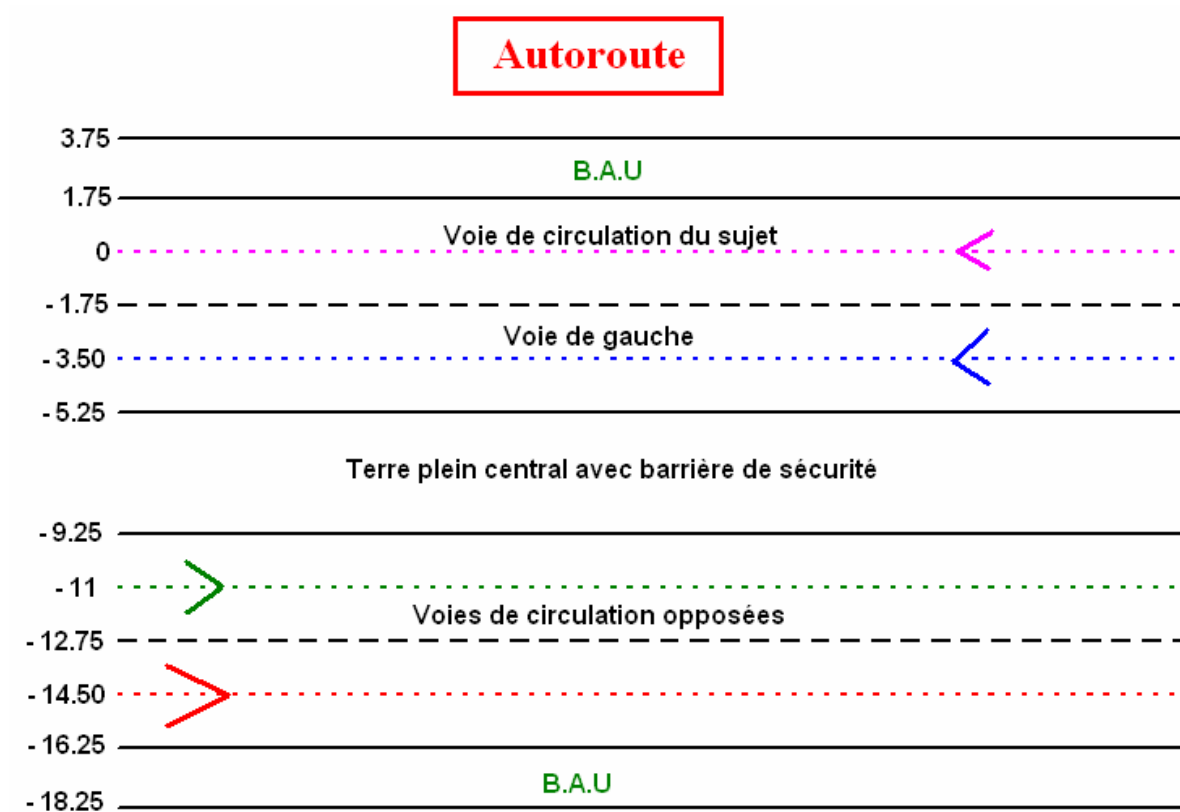 Autoroute
3.75
B.A.U
1.75
Voie de circulation du sujet
0
- 1.75
Voie de gauche
- 3.50
- 5.25
Terre plein central avec barrière de sécurité
- 9.25
- 11
Voies de circulation opposées
- 12.75
- 14.50
- 16.25
B.A.U
- 18.25